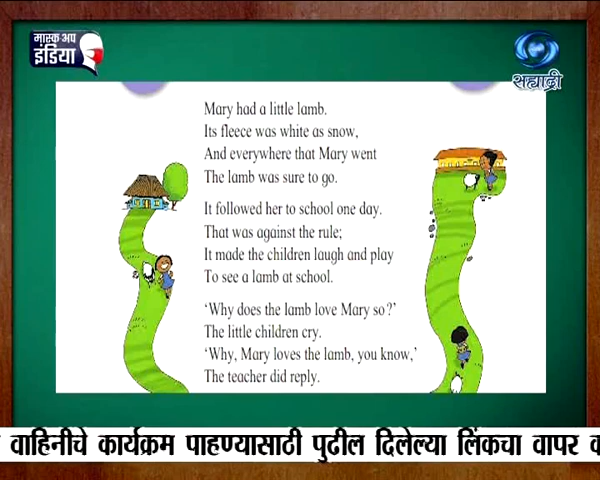 मास्क अप
इंडिया
सह्याद्री
Mary had a little lamb.
Its fleece was white as snow,
And everywhere that Mary went
The lamb was sure to go.
It followed her to school one day.
That was against the rule;
It made the children laugh and play
To see a lamb at school.
‘Why does the lamb love Mary so?’
The little children cry.
‘Why, Mary loves the lamb, you know,’
The teacher did reply.
वाहिनीचे कार्यक्रम पाहण्यासाठी पुढील दिलेल्या लिंकचा वापर